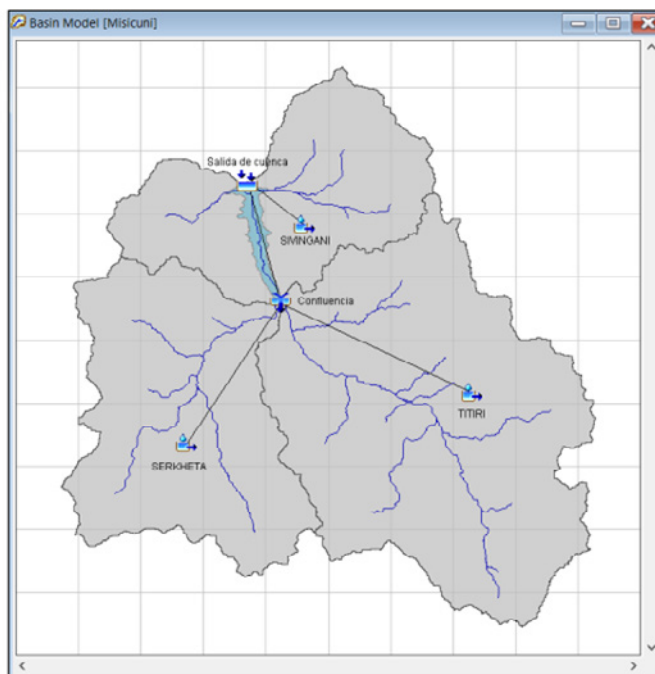 Basin Model [Misicuni]
Salida de cuenca
SIVINGANI
Confluencia
TITIRI
SERKHETA